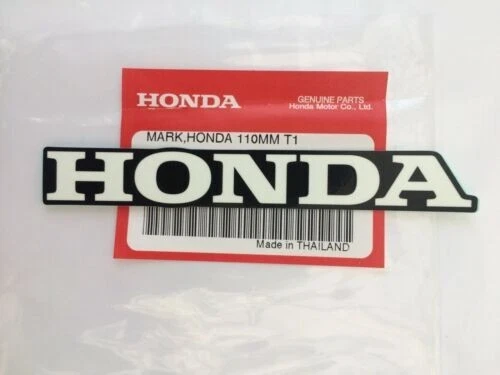 HONDA
GENUINE PARTS
Honda Motor Co., Ltd.
MARK,HONDA 110MM T1
HONDA
Made in THAILAND